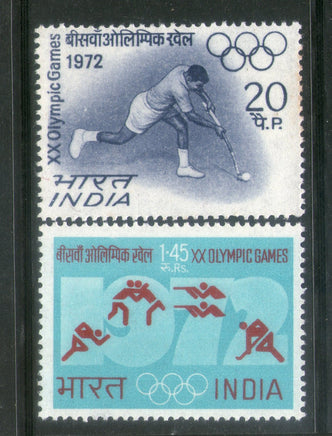 XX Olympic Games
बीसवाँ ओलिम्पिक खेल
1972
20
पै. P.
भारत
INDIA
बीसवाँ ओलिम्पिक खेल
1·45
रु. Rs.
XX OLYMPIC GAMES
1972
भारत
INDIA